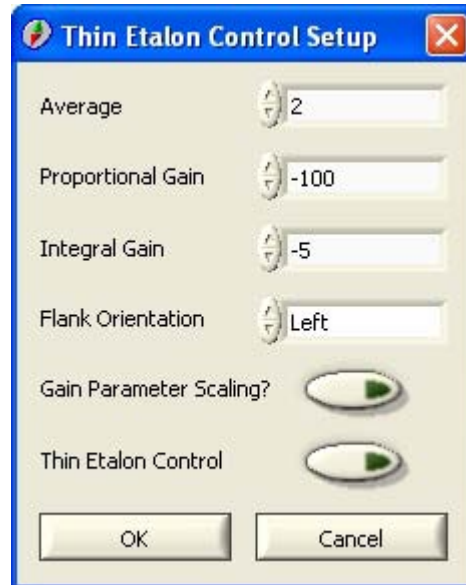 Thin Etalon Control Setup
Average 2
Proportional Gain -100
Integral Gain -5
Flank Orientation Left
Gain Parameter Scaling?
Thin Etalon Control
OK Cancel